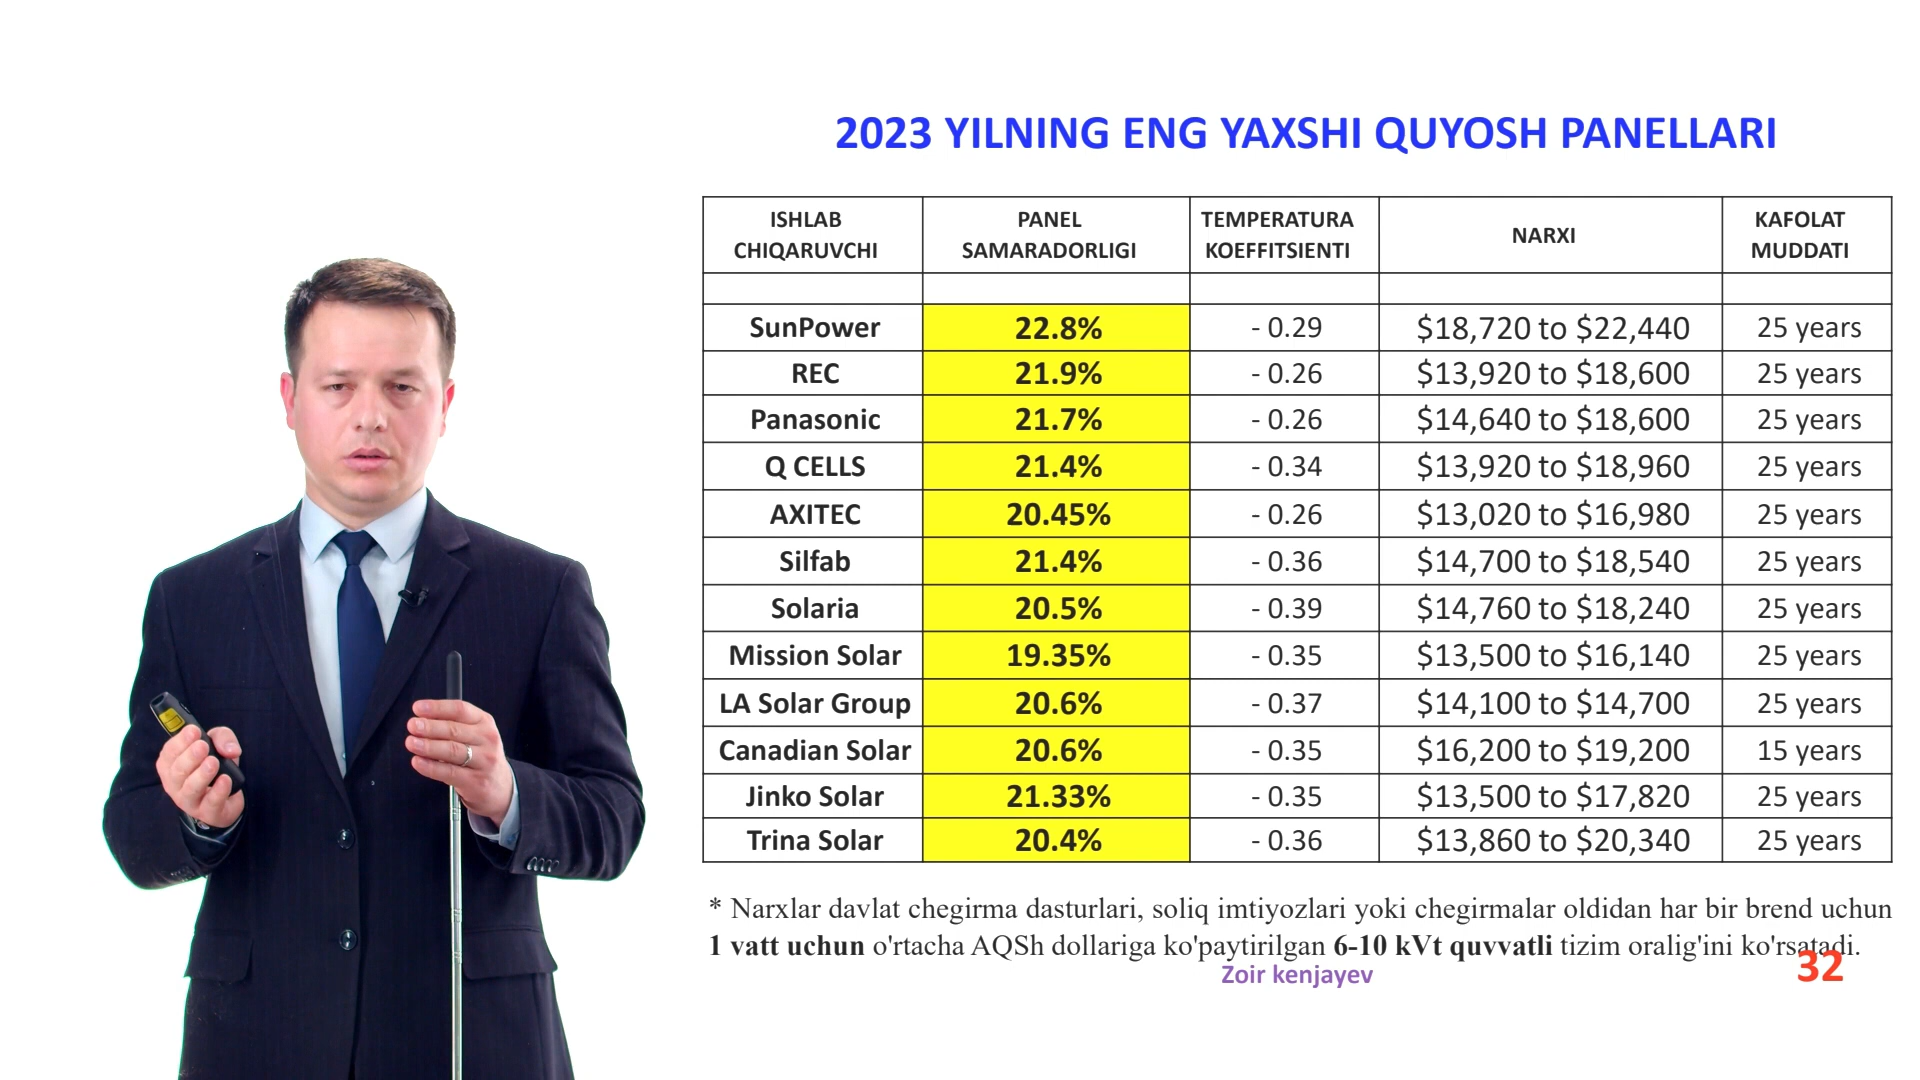 2023 YILNING ENG YAXSHI QUYOSH PANELLARI
ISHLAB CHIQARUVCHI PANEL SAMARADORLIGI TEMPERATURA KOEFFITSIENTI NARXI KAFOLAT MUDDATI
SunPower 22.8% - 0.29 $18,720 to $22,440 25 years
REC 21.9% - 0.26 $13,920 to $18,600 25 years
Panasonic 21.7% - 0.26 $14,640 to $18,600 25 years
Q CELLS 21.4% - 0.34 $13,920 to $18,960 25 years
AXITEC 20.45% - 0.26 $13,020 to $16,980 25 years
Silfab 21.4% - 0.36 $14,700 to $18,540 25 years
Solaria 20.5% - 0.39 $14,760 to $18,240 25 years
Mission Solar 19.35% - 0.35 $13,500 to $16,140 25 years
LA Solar Group 20.6% - 0.37 $14,100 to $14,700 25 years
Canadian Solar 20.6% - 0.35 $16,200 to $19,200 15 years
Jinko Solar 21.33% - 0.35 $13,500 to $17,820 25 years
Trina Solar 20.4% - 0.36 $13,860 to $20,340 25 years
* Narxlar davlat chegirma dasturlari, soliq imtiyozlari yoki chegirmalar oldidan har bir brend uchun
1 vatt uchun o'rtacha AQSh dollariga ko'paytirilgan 6-10 kVt quvvatli tizim oralig'ini ko'rsatadi.
Zoir kenjayev
32